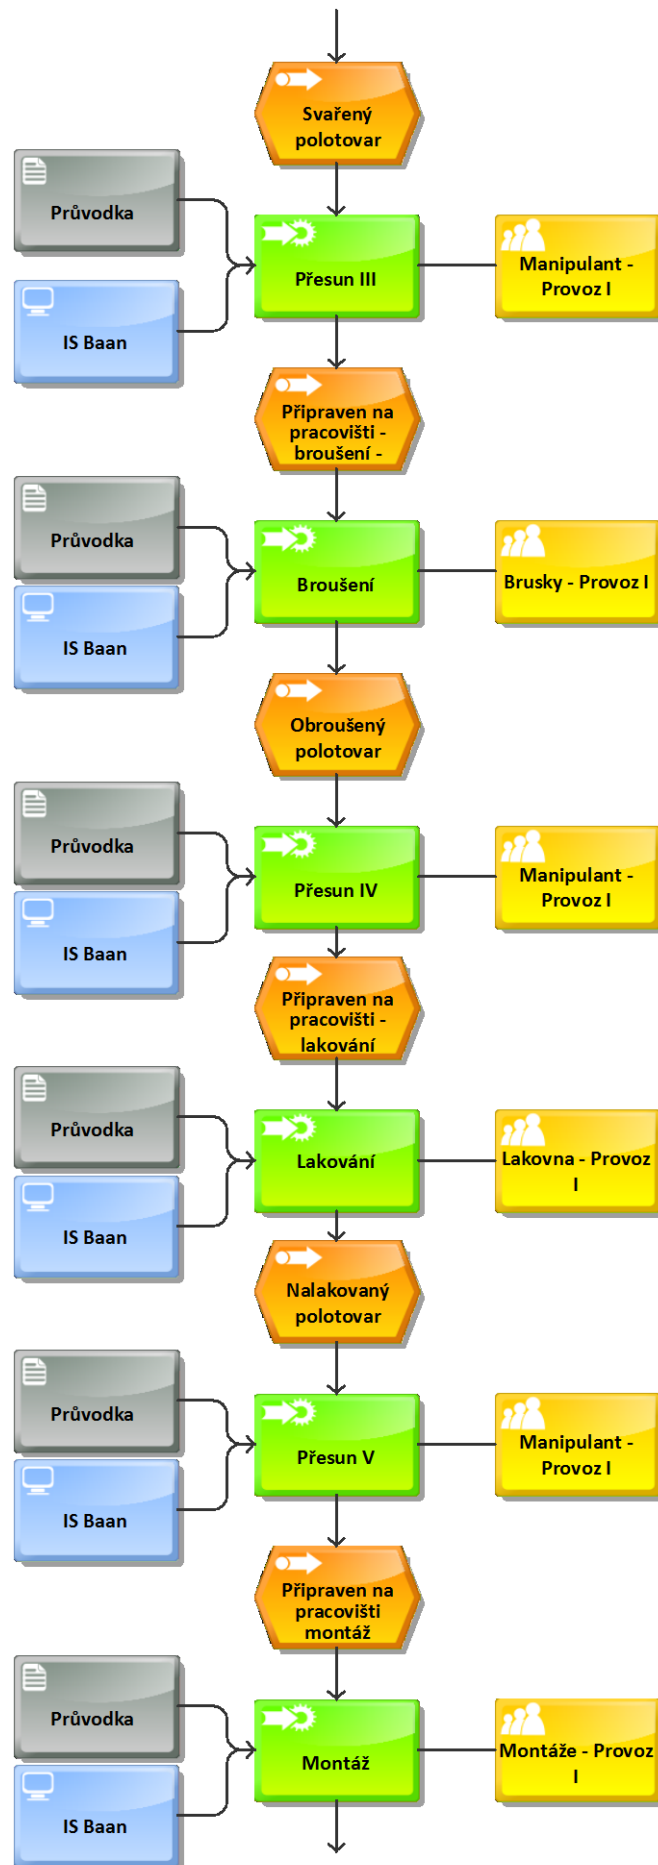 Svařený
polotovar
Průvodka
Přesun III
Manipulant -
Provoz I
IS Baan
Připraven na
pracovišti -
broušení -
Průvodka
Broušení
Brusky - Provoz I
IS Baan
Obroušený
polotovar
Průvodka
Přesun IV
Manipulant -
Provoz I
IS Baan
Připraven na
pracovišti -
lakování
Průvodka
Lakování
Lakovna - Provoz
I
IS Baan
Nalakovaný
polotovar
Průvodka
Přesun V
Manipulant -
Provoz I
IS Baan
Připraven na
pracovišti
montáž
Průvodka
Montáž
Montáže - Provoz
I
IS Baan